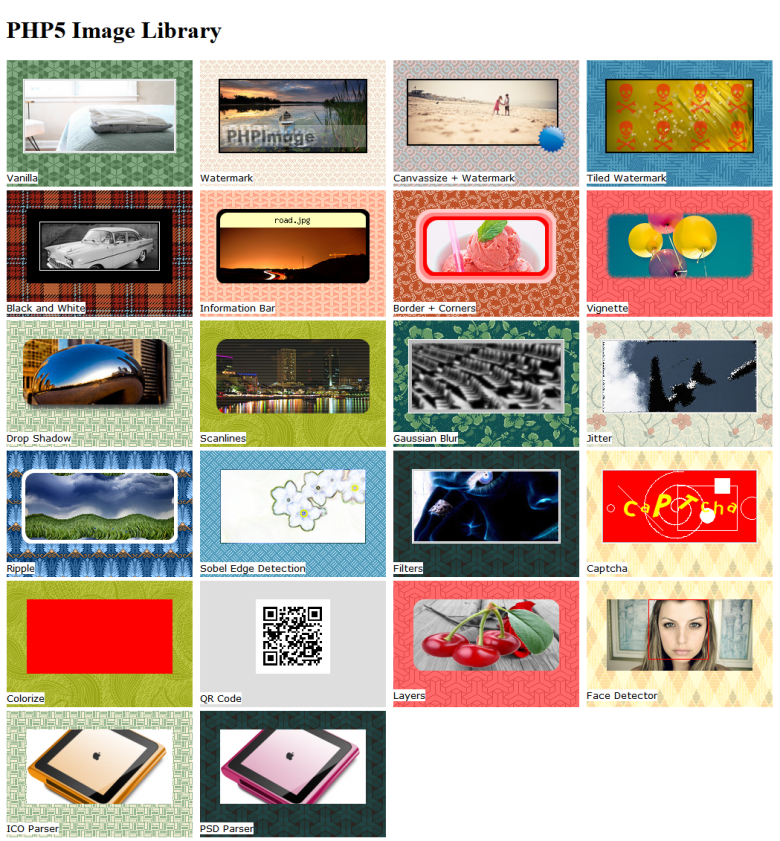 PHP5 Image Library
PHPImage
Vanilla
Watermark
Canvassize + Watermark
Tiled Watermark
road.jpg
Black and White
Information Bar
Border + Corners
Vignette
Drop Shadow
Scanlines
Gaussian Blur
Jitter
CaPTcha
Ripple
Sobel Edge Detection
Filters
Captcha
Colorize
QR Code
Layers
Face Detector
ICO Parser
PSD Parser